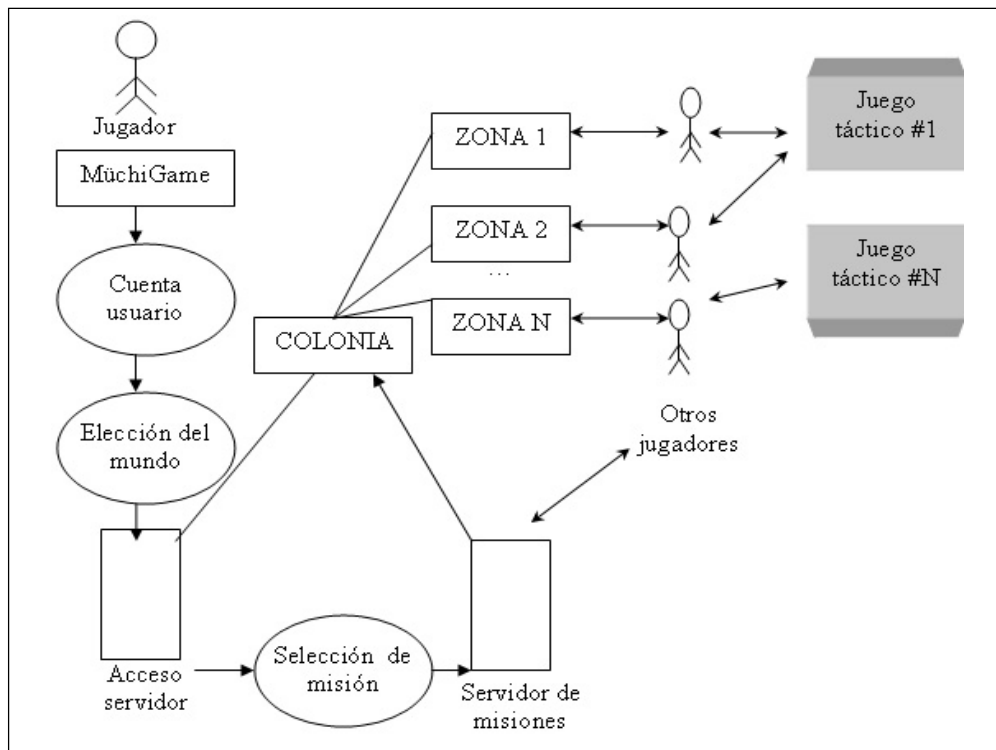 Jugador
MüchiGame
Cuenta
usuario
Elección del
mundo
Acceso
servidor
Selección de
misión
Servidor de
misiones
COLONIA
ZONA 1
ZONA 2
...
ZONA N
Otros
jugadores
Juego
táctico #1
Juego
táctico #N